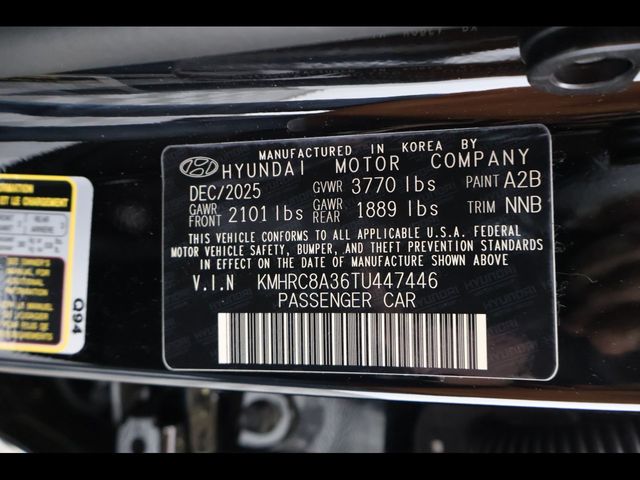 MANUFACTURED IN KOREA BY
HYUNDAI MOTOR COMPANY
DEC/2025 GVWR 3770 lbs PAINT A2B
GAWR FRONT 2101 lbs GAWR REAR 1889 lbs TRIM NNB
THIS VEHICLE CONFORMS TO ALL APPLICABLE U.S.A. FEDERAL
MOTOR VEHICLE SAFETY, BUMPER, AND THEFT PREVENTION STANDARDS
IN EFFECT ON THE DATE OF MANUFACTURE SHOWN ABOVE
V.I.N KMHRC8A36TU447446
PASSENGER CAR
Q94